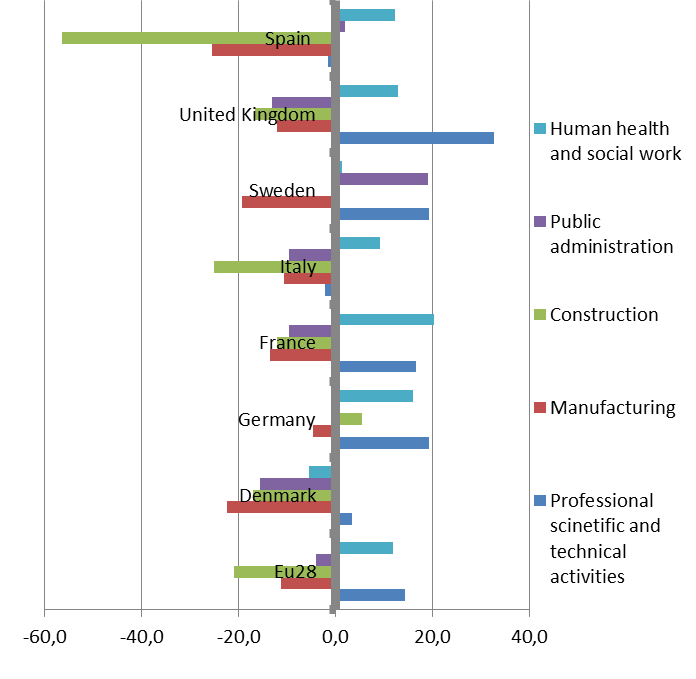 Spain
United Kingdom
Sweden
Italy
France
Germany
Denmark
Eu28
-60,0 -40,0 -20,0 0,0 20,0 40,0
Human health
and social work
Public
administration
Construction
Manufacturing
Professional
scinetific and
technical
activities